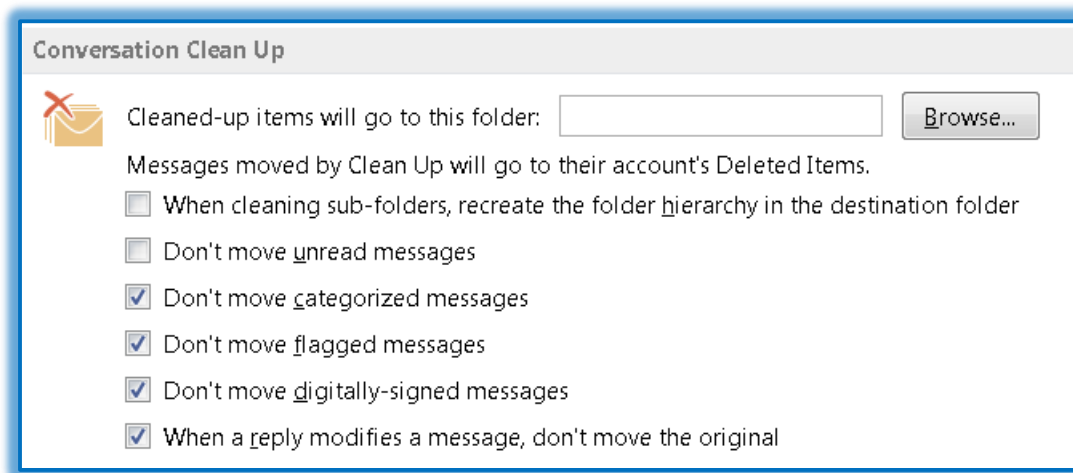 Conversation Clean Up
Cleaned-up items will go to this folder: Browse...
Messages moved by Clean Up will go to their account's Deleted Items.
When cleaning sub-folders, recreate the folder hierarchy in the destination folder
Don't move unread messages
Don't move categorized messages
Don't move flagged messages
Don't move digitally-signed messages
When a reply modifies a message, don't move the original